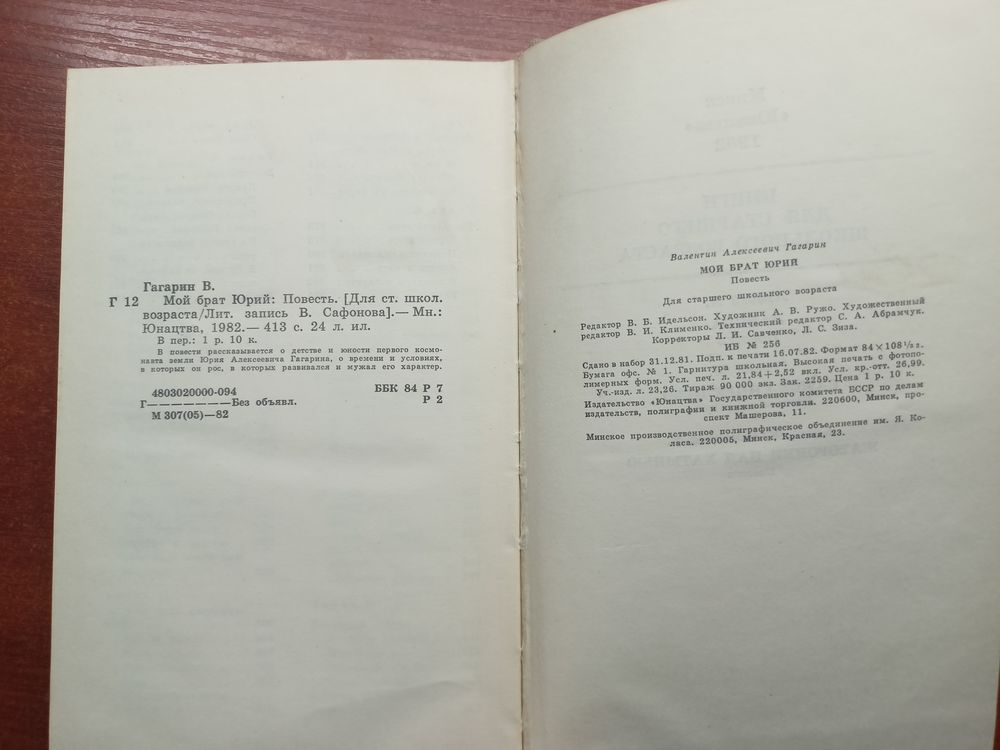 Гагарин В.
Г 12 Мой брат Юрий: Повесть. [Для ст. школ.
возраста/Лит. запись В. Сафонова].— Мн.:
Юнацтва, 1982.— 413 с. 24 л. ил.
В пер.: 1 р. 10 к.
В повести рассказывается о детстве и юности первого космо-
навта земли Юрия Алексеевича Гагарина, о времени и условиях,
в которых он рос, в которых развивался и мужал его характер.
4803020000-094
Г———————Без объявл.
М 307(05)—82
ББК 84 Р 7
Р 2
Валентин Алексеевич Гагарин
МОЙ БРАТ ЮРИЙ
Повесть
Для старшего школьного возраста
Редактор В. Б. Идельсон. Художник А. В. Ружо. Художественный
редактор В. И. Клименко. Технический редактор С. А. Абрамчук.
Корректоры Л. И. Савченко, Л. С. Зиза.
ИБ № 256
Сдано в набор 31.12.81. Подп. к печати 16.07.82. Формат 84×108 1/32.
Бумага офс. № 1. Гарнитура школьная. Высокая печать с фотопо-
лимерных форм. Усл. печ. л. 21,84+2,52 вкл. Усл. кр.-отт. 26,99.
Уч.-изд. л. 23,26. Тираж 90 000 экз. Зак. 2259. Цена 1 р. 10 к.
Издательство «Юнацтва» Государственного комитета БССР по делам
издательств, полиграфии и книжной торговли. 220600, Минск, про-
спект Машерова, 11.
Минское производственное полиграфическое объединение им. Я. Ко-
ласа. 220005, Минск, Красная, 23.